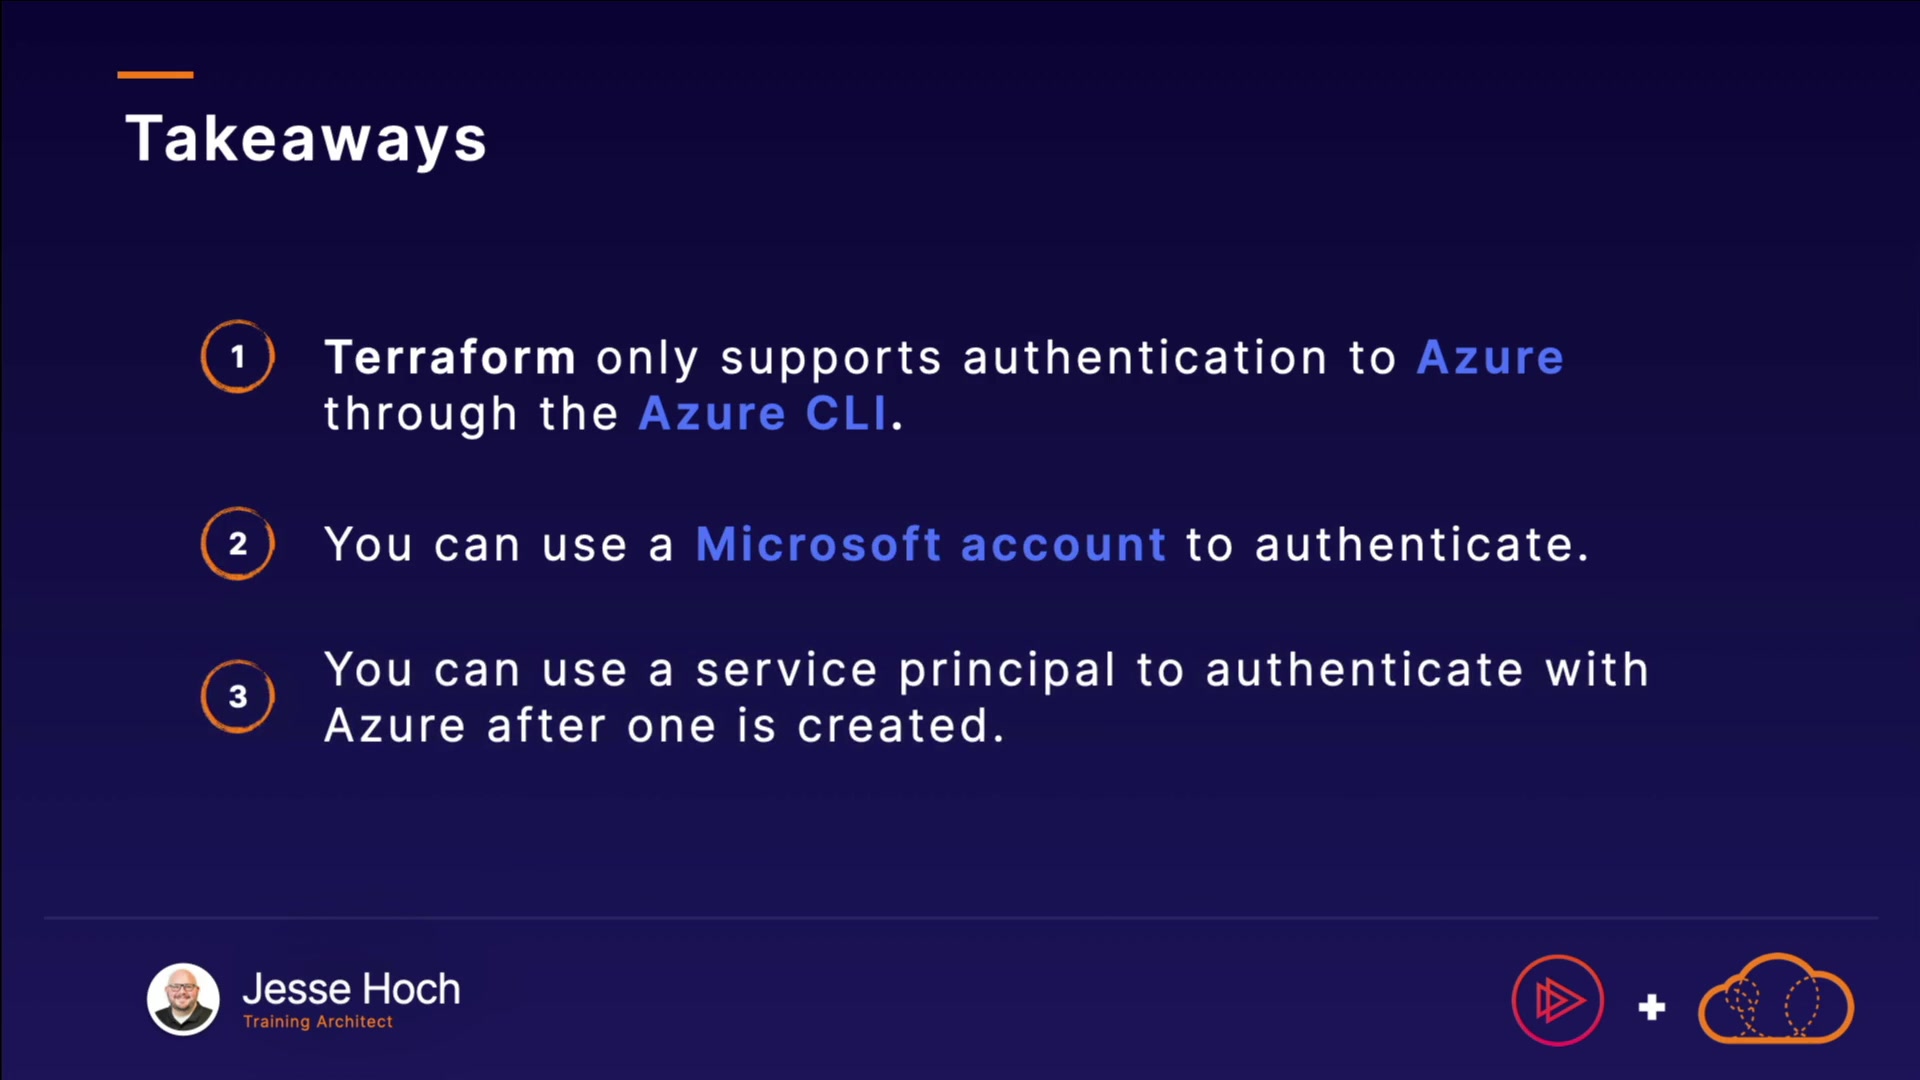 Takeaways
1
Terraform only supports authentication to Azure
through the Azure CLI.
2
You can use a Microsoft account to authenticate.
3
You can use a service principal to authenticate with
Azure after one is created.
Jesse Hoch
Training Architect